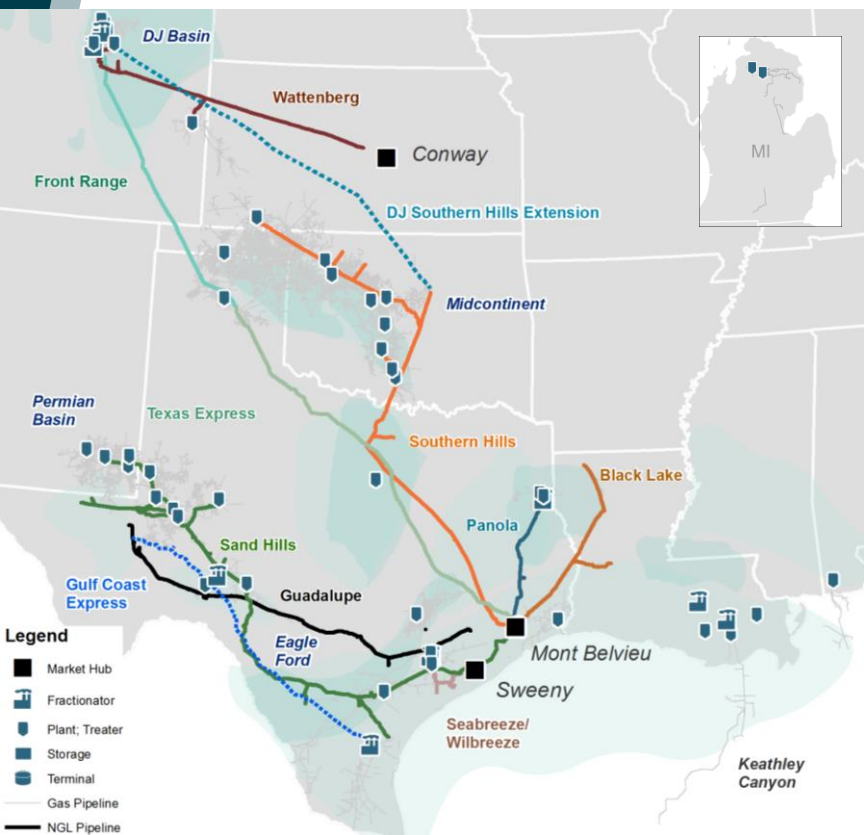 DJ Basin
Wattenberg
Conway
MI
Front Range
DJ Southern Hills Extension
Midcontinent
Permian
Basin
Texas Express
Southern Hills
Black Lake
Panola
Sand Hills
Gulf Coast
Express
Guadalupe
Eagle
Ford
Mont Belvieu
Sweeny
Seabreeze/
Wilbreeze
Keathley
Canyon
Legend
Market Hub
Fractionator
Plant; Treater
Storage
Terminal
Gas Pipeline
NGL Pipeline